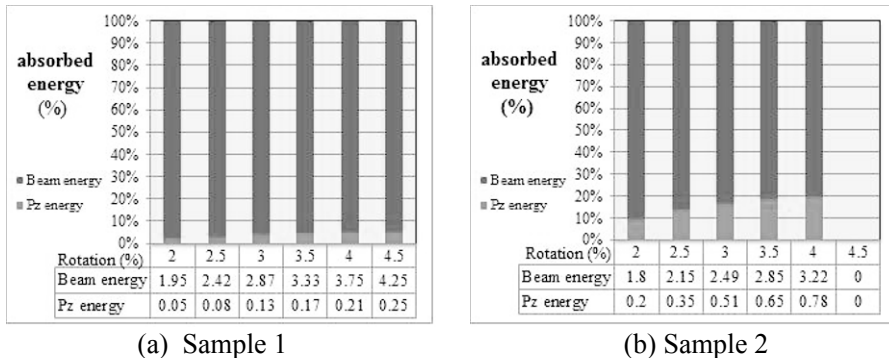 100%
90%
80%
70%
60%
50%
40%
30%
20%
10%
0%
absorbed
energy
(%)
Beam energy
Pz energy
Rotation (%) 2 2.5 3 3.5 4 4.5
Beam energy 1.95 2.42 2.87 3.33 3.75 4.25
Pz energy 0.05 0.08 0.13 0.17 0.21 0.25
(a) Sample 1
100%
90%
80%
70%
60%
50%
40%
30%
20%
10%
0%
absorbed
energy
(%)
Beam energy
Pz energy
Rotation (%) 2 2.5 3 3.5 4 4.5
Beam energy 1.8 2.15 2.49 2.85 3.22 0
Pz energy 0.2 0.35 0.51 0.65 0.78 0
(b) Sample 2